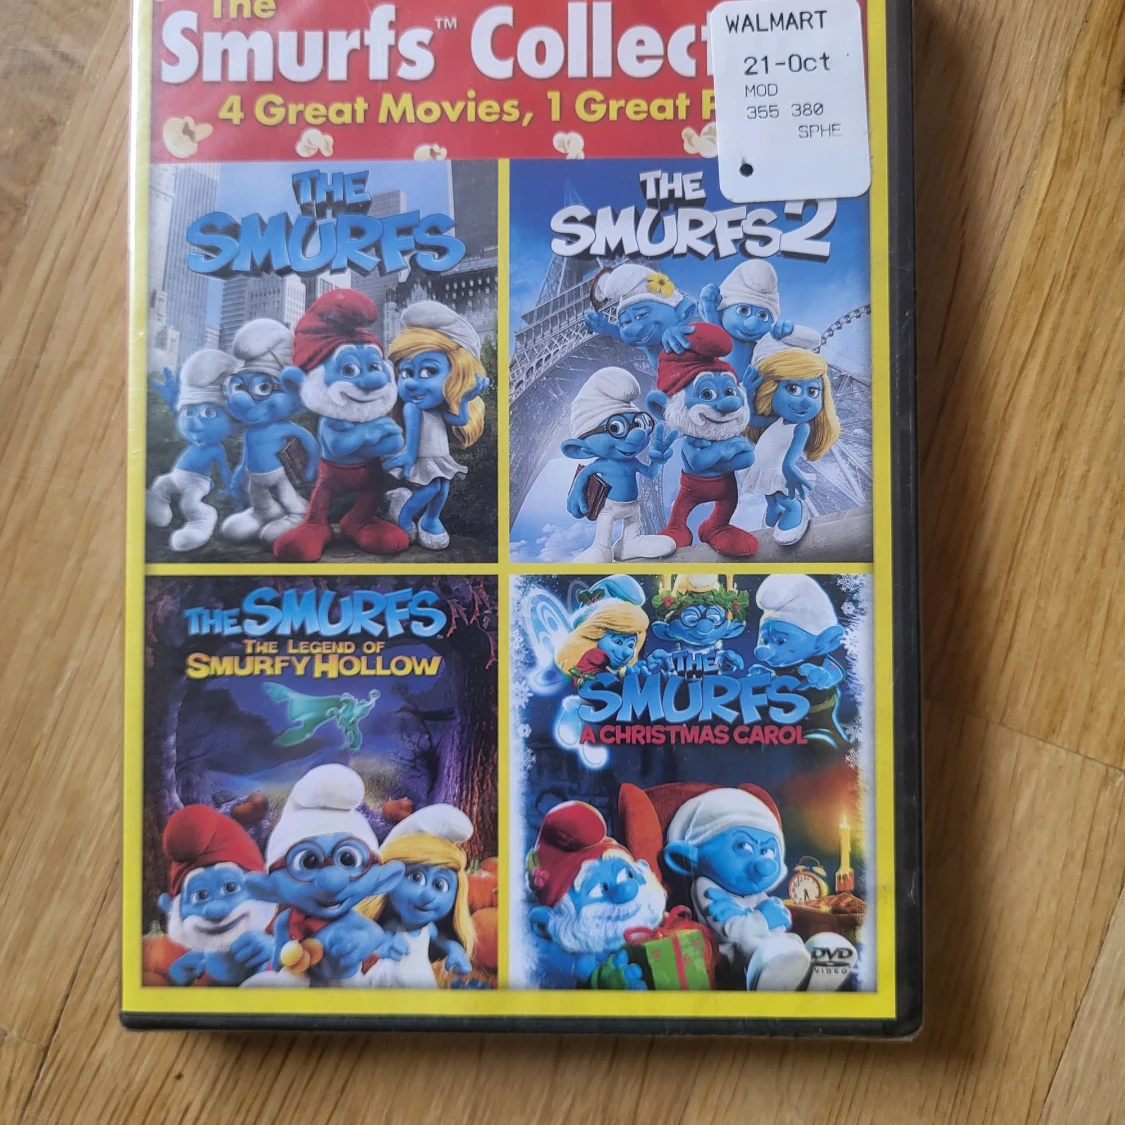 The
Smurfs™ Collect
4 Great Movies, 1 Great
WALMART
21-Oct
MOD
355 380
SPHE
THE
SMURFS
THE
SMURFS 2
THE SMURFS
THE LEGEND OF
SMURFY HOLLOW
THE
SMURFS
A CHRISTMAS CAROL
DVD
VIDEO